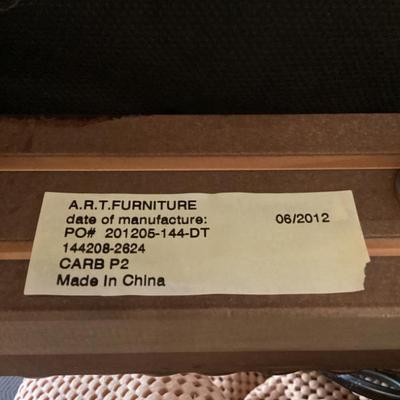 A.R.T.FURNITURE
date of manufacture: 06/2012
PO# 201205-144-DT
144208-2624
CARB P2
Made In China